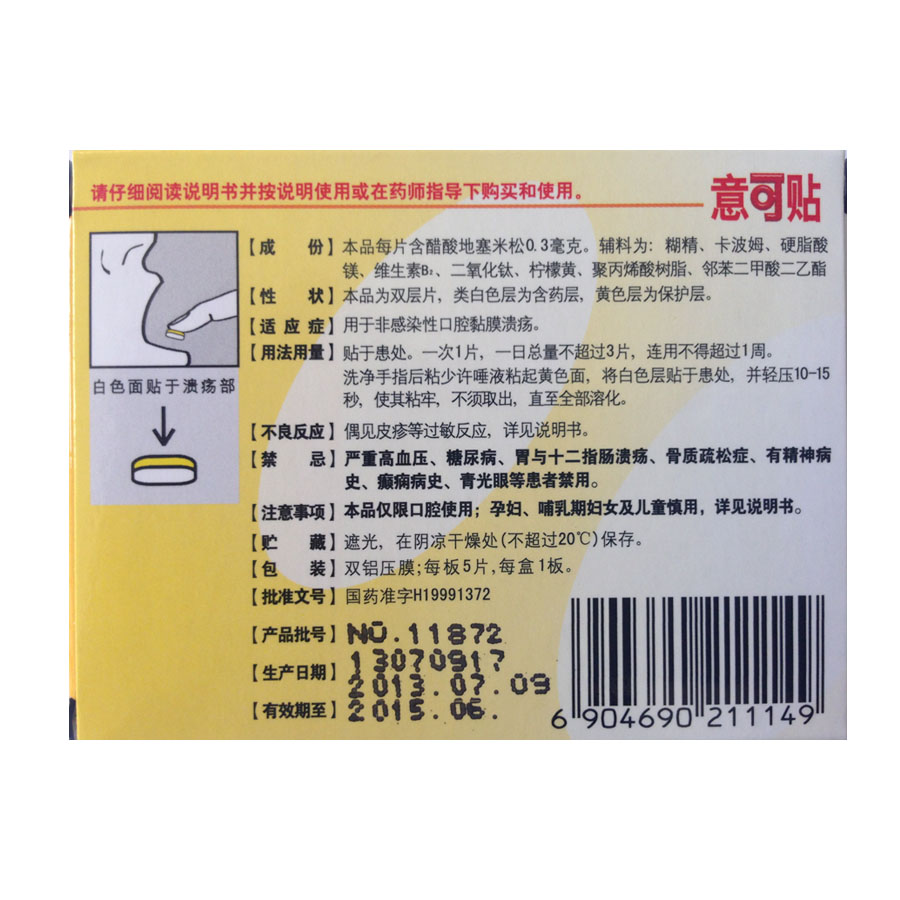 请仔细阅读说明书并按说明使用或在药师指导下购买和使用。
意可贴
【成 份】本品每片含醋酸地塞米松0.3毫克。辅料为：糊精、卡波姆、硬脂酸
镁、维生素B₂、二氧化钛、柠檬黄、聚丙烯酸树脂、邻苯二甲酸二乙酯
【性 状】本品为双层片，类白色层为含药层，黄色层为保护层。
【适 应 症】用于非感染性口腔黏膜溃疡。
【用法用量】贴于患处。一次1片，一日总量不超过3片，连用不得超过1周。
洗净手指后粘少许唾液粘起黄色面，将白色层贴于患处，并轻压10-15
秒，使其粘牢，不须取出，直至全部溶化。
白色面贴于溃疡部
【不良反应】偶见皮疹等过敏反应，详见说明书。
【禁 忌】严重高血压、糖尿病、胃与十二指肠溃疡、骨质疏松症、有精神病
史、癫痫病史、青光眼等患者禁用。
【注意事项】本品仅限口腔使用；孕妇、哺乳期妇女及儿童慎用，详见说明书。
【贮 藏】遮光，在阴凉干燥处(不超过20℃)保存。
【包 装】双铝压膜;每板5片,每盒1板。
【批准文号】国药准字H19991372
【产品批号】NO.11872
13070917
【生产日期】2013.07.09
【有效期至】2015.06.
6 904690 211149